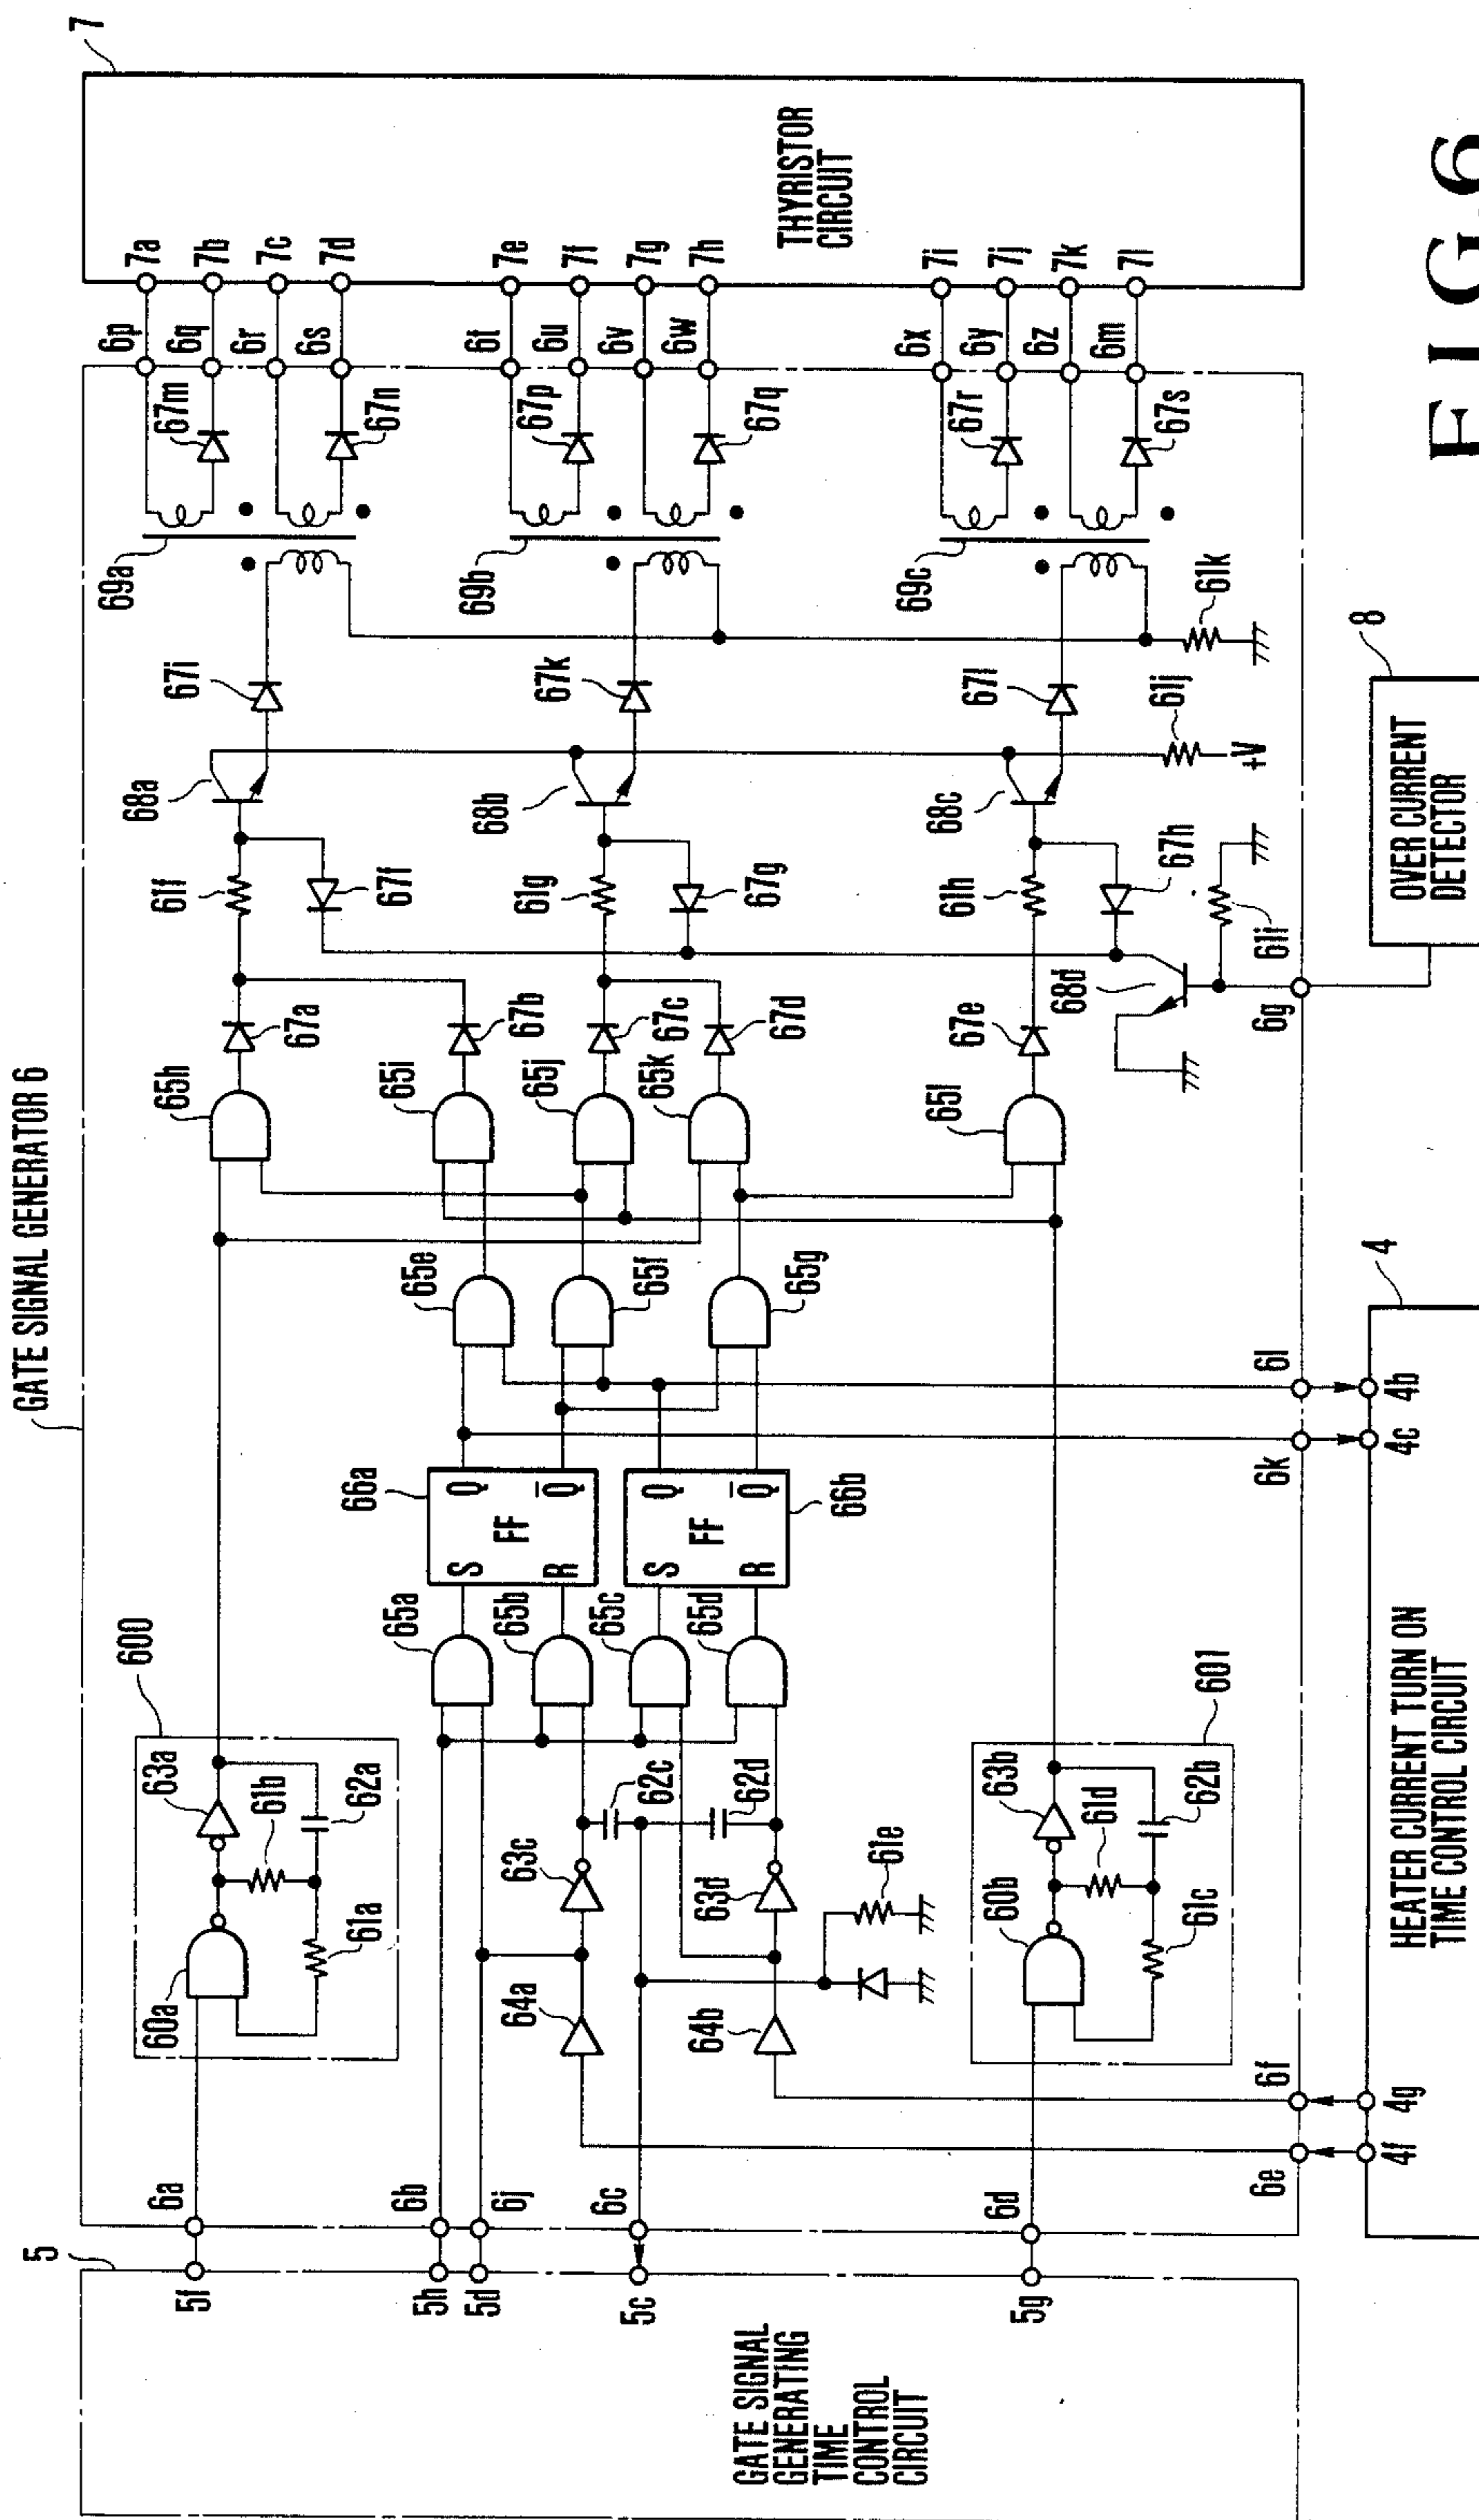 FIG.6
GATE SIGNAL GENERATOR 6
GATE SIGNAL
GENERATING
TIME
CONTROL
CIRCUIT
5
5f
5h
5d
5c
5g
6a
6b
6j
6c
6d
600
60a
63a
61a
61b
62a
64a
63c
62c
64b
63d
62d
61e
601
60b
63b
61c
61d
62b
65a
65b
65c
65d
66a
S
Q
FF
R
Q̅
S
Q
FF
R
Q̅
66b
65e
65f
65g
65h
65i
65j
65k
65l
67a
67b
67c
67d
67e
61f
67f
61g
67g
61h
67h
68a
68b
68c
68d
61i
61j
+V
67i
67k
67l
61k
69a
69b
69c
67m
67n
67p
67q
67r
67s
6p
6q
6r
6s
6t
6u
6v
6w
6x
6y
6z
6m
7a
7b
7c
7d
7e
7f
7g
7h
7i
7j
7k
7l
7
THYRISTOR
CIRCUIT
6e
6f
6k
6l
6g
4f
4g
4c
4b
4
HEATER CURRENT TURN ON
TIME CONTROL CIRCUIT
8
OVER CURRENT
DETECTOR